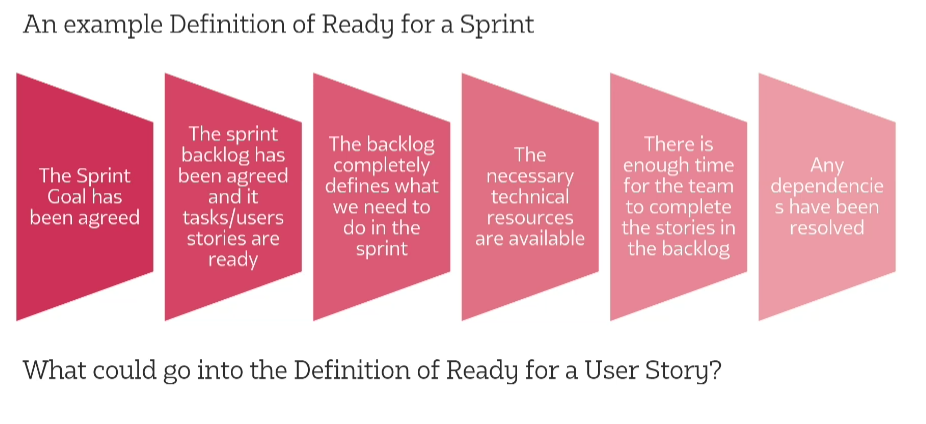 An example Definition of Ready for a Sprint
The Sprint
Goal has
been agreed
The sprint
backlog has
been agreed
and it
tasks/users
stories are
ready
The backlog
completely
defines what
we need to
do in the
sprint
The
necessary
technical
resources
are available
There is
enough time
for the team
to complete
the stories in
the backlog
Any
dependencie
s have been
resolved
What could go into the Definition of Ready for a User Story?